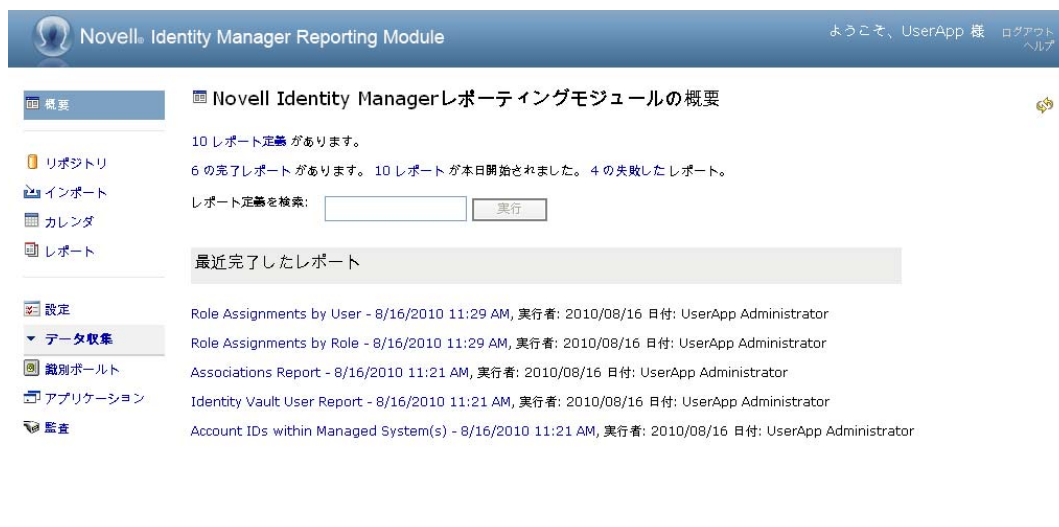 Novell® Identity Manager Reporting Module
ようこそ、UserApp 様 ログアウト
ヘルプ
概要
リポジトリ
インポート
カレンダ
レポート
設定
データ収集
識別ボールト
アプリケーション
監査
Novell Identity Managerレポーティングモジュールの概要
10 レポート定義 があります。
6 の完了レポート があります。 10 レポート が本日開始されました。 4 の失敗した レポート。
レポート定義を検索:
実行
最近完了したレポート
Role Assignments by User - 8/16/2010 11:29 AM, 実行者: 2010/08/16 日付: UserApp Administrator
Role Assignments by Role - 8/16/2010 11:29 AM, 実行者: 2010/08/16 日付: UserApp Administrator
Associations Report - 8/16/2010 11:21 AM, 実行者: 2010/08/16 日付: UserApp Administrator
Identity Vault User Report - 8/16/2010 11:21 AM, 実行者: 2010/08/16 日付: UserApp Administrator
Account IDs within Managed System(s) - 8/16/2010 11:21 AM, 実行者: 2010/08/16 日付: UserApp Administrator